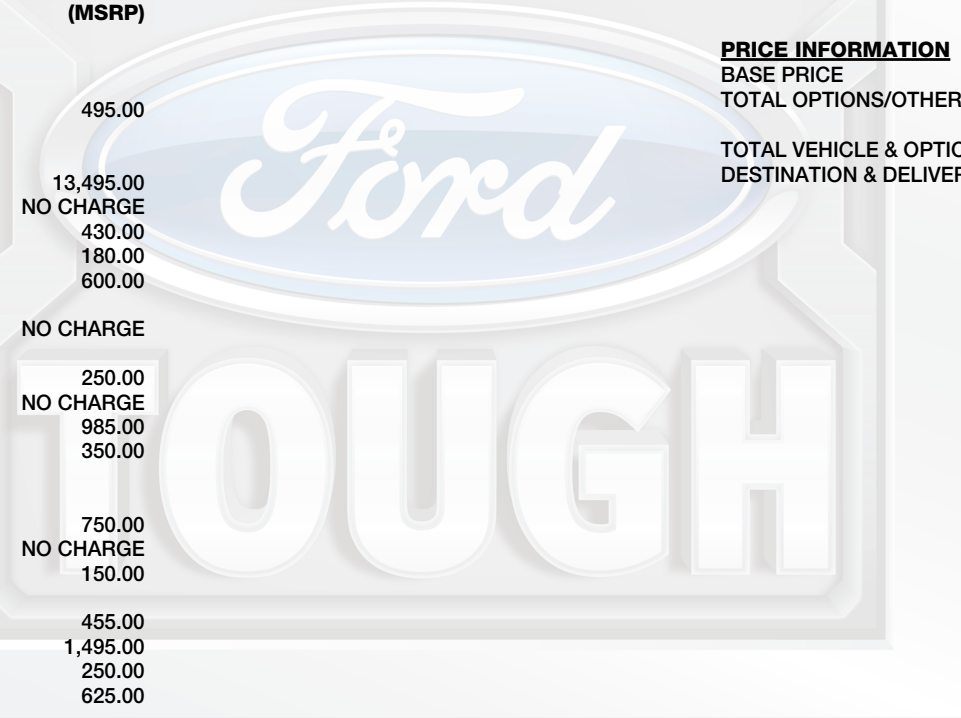 (MSRP)
495.00
13,495.00
NO CHARGE
430.00
180.00
600.00
NO CHARGE
250.00
NO CHARGE
985.00
350.00
750.00
NO CHARGE
150.00
455.00
1,495.00
250.00
625.00
PRICE INFORMATION
BASE PRICE
TOTAL OPTIONS/OTHER
TOTAL VEHICLE & OPTIO
DESTINATION & DELIVER
Ford
TOUGH